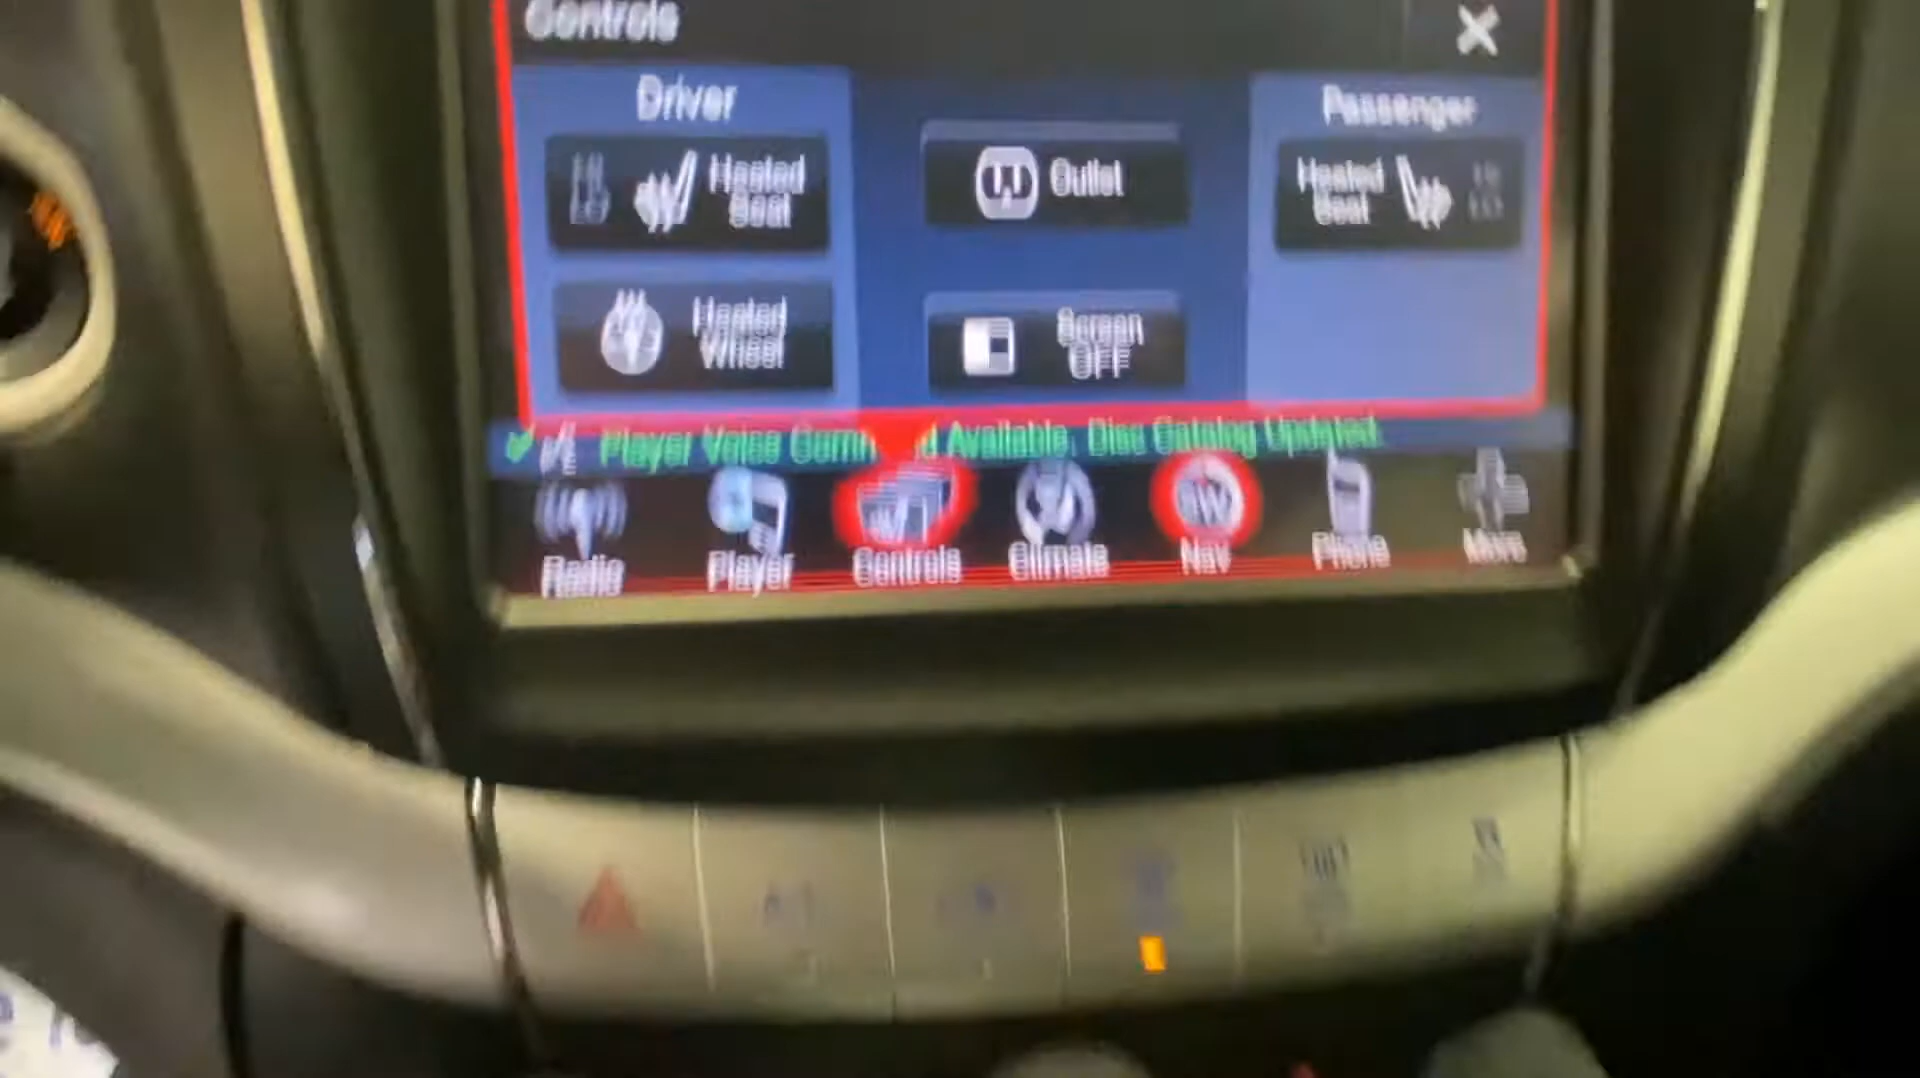 Controls
Driver
Passenger
Heated
Seat
Outlet
Heated
Seat
Heated
Wheel
Screen
OFF
Player Voice Comm d Available. Disc Catalog Updated.
Radio
Player
Controls
Climate
Nav
Phone
More